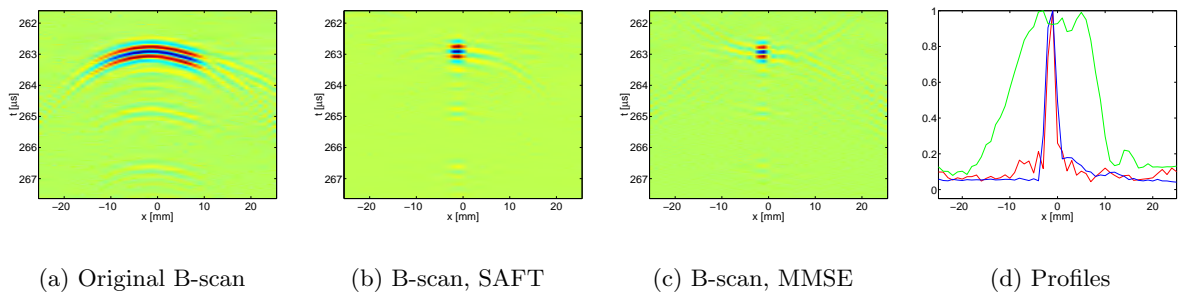 262
263
264
265
266
267
t [µs]
−20 −10 0 10 20
x [mm]
262
263
264
265
266
267
t [µs]
−20 −10 0 10 20
x [mm]
262
263
264
265
266
267
t [µs]
−20 −10 0 10 20
x [mm]
1
0.8
0.6
0.4
0.2
0
−20 −10 0 10 20
x [mm]
(a) Original B-scan
(b) B-scan, SAFT
(c) B-scan, MMSE
(d) Profiles